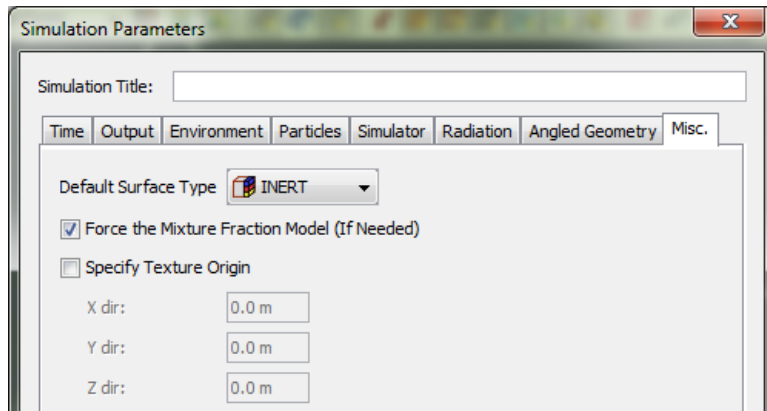 Simulation Parameters
Simulation Title:
Time Output Environment Particles Simulator Radiation Angled Geometry Misc.
Default Surface Type INERT
Force the Mixture Fraction Model (If Needed)
Specify Texture Origin
X dir: 0.0 m
Y dir: 0.0 m
Z dir: 0.0 m